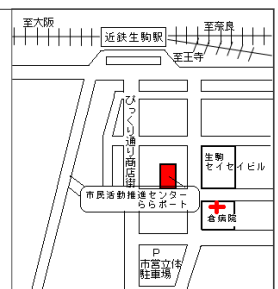 至大阪
近鉄生駒駅
至奈良
至王寺
びっくり通り商店街
生駒
セイセイビル
市民活動推進センター
ららポート
倉病院
P
市営立体
駐車場